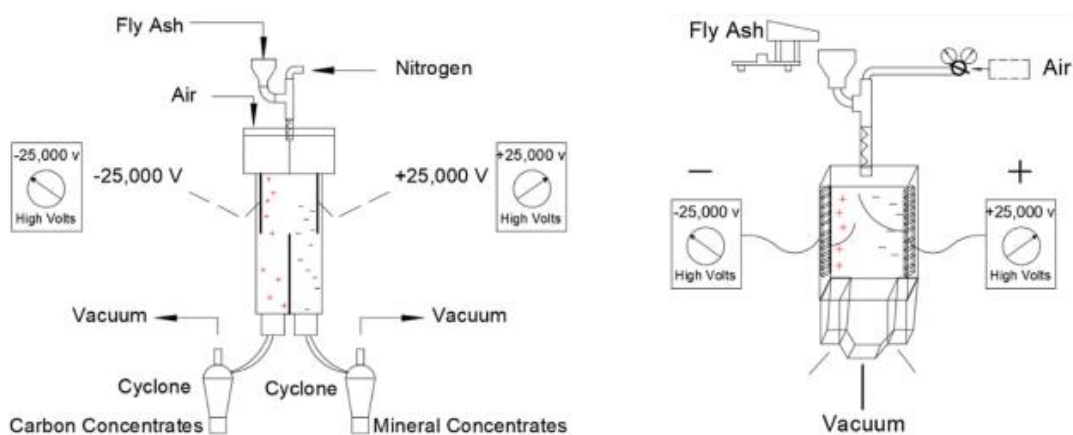 Fly Ash
Nitrogen
Air
-25,000 v
High Volts
-25,000 V
+25,000 V
+25,000 v
High Volts
Vacuum
Vacuum
Cyclone
Cyclone
Carbon Concentrates
Mineral Concentrates
Fly Ash
Air
−
+
-25,000 v
High Volts
+25,000 v
High Volts
Vacuum